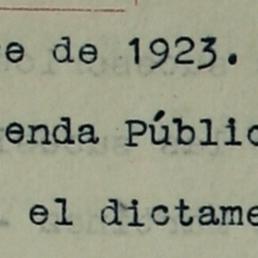 e de 1923.
enda Públic
el dictame